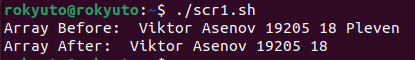 rokyuto@rokyuto:~$ ./scr1.sh
Array Before:  Viktor Asenov 19205 18 Pleven
Array After:  Viktor Asenov 19205 18